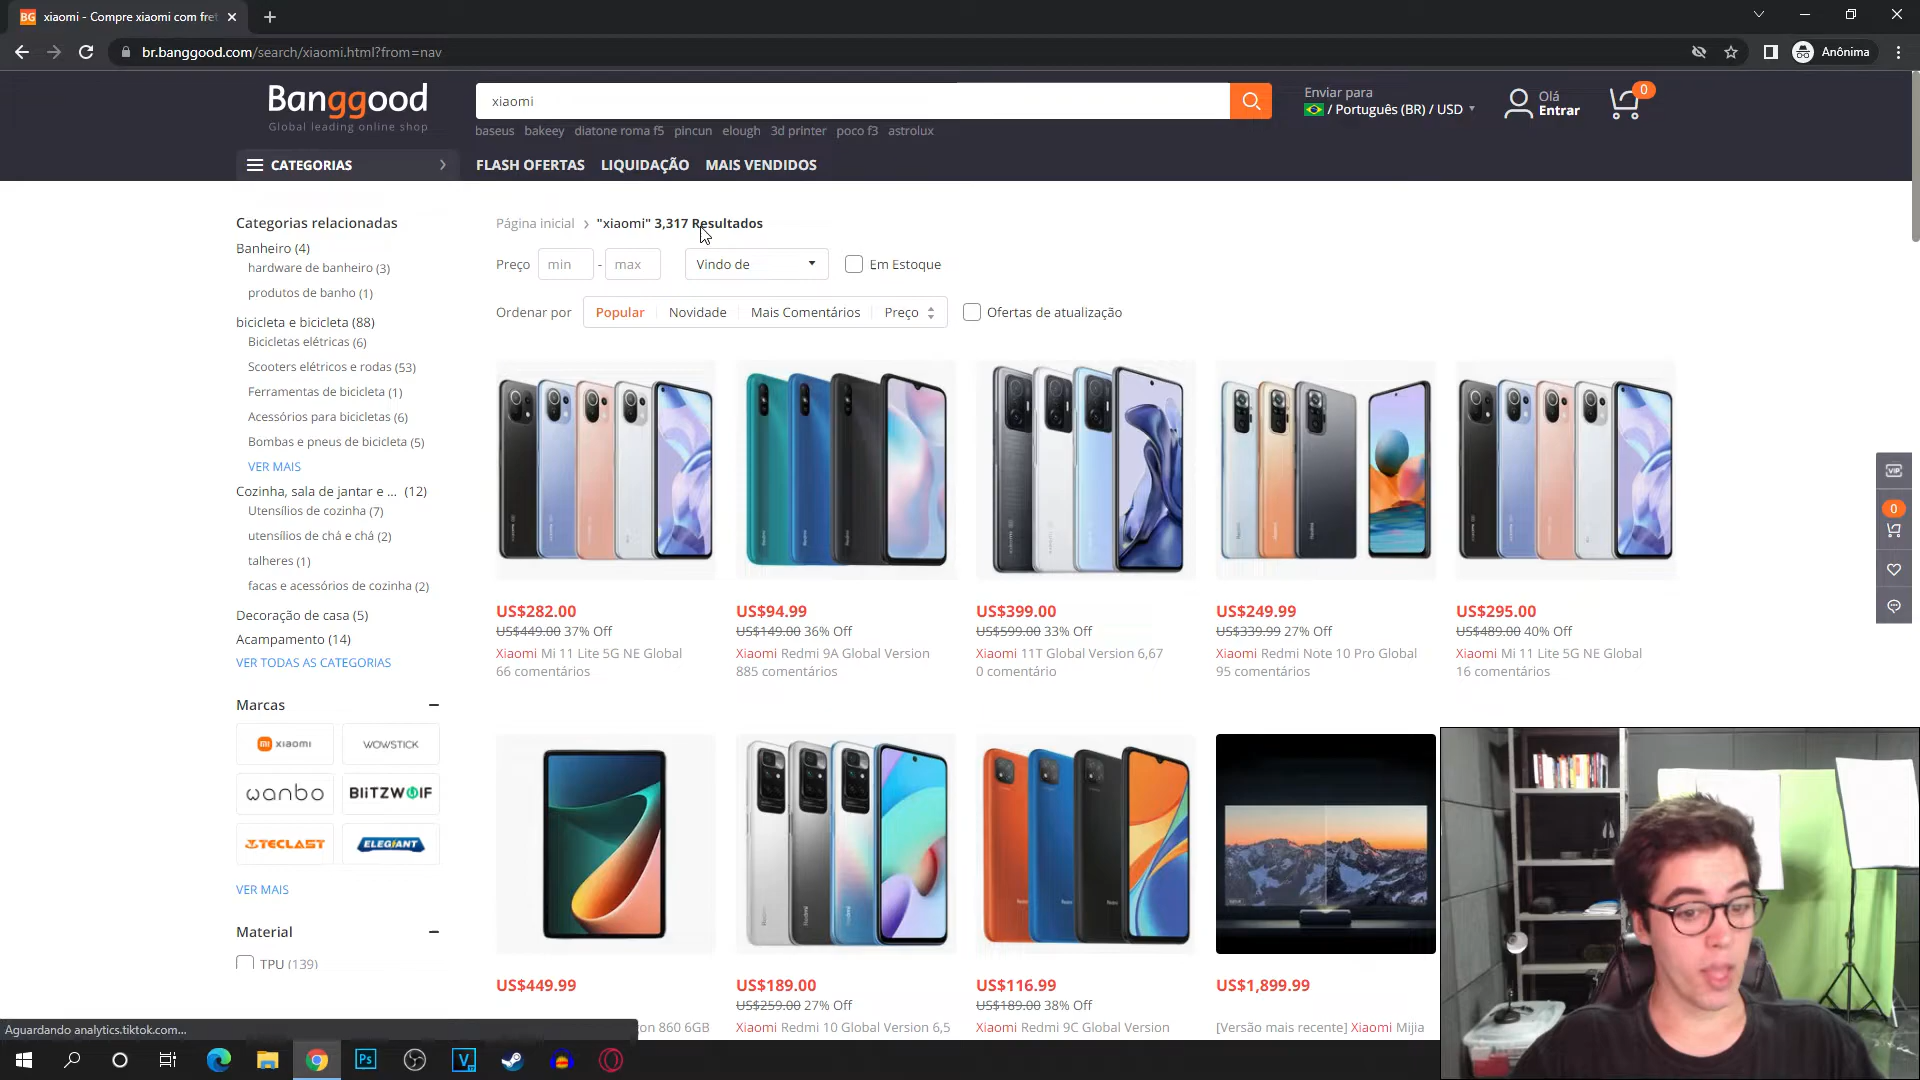 BG xiaomi - Compre xiaomi com fret
br.banggood.com/search/xiaomi.html?from=nav
Anônima
Banggood
Global leading online shop
xiaomi
baseus bakeey diatone roma f5 pincun elough 3d printer poco f3 astrolux
Enviar para
/ Português (BR) / USD
Olá
Entrar
0
CATEGORIAS
FLASH OFERTAS LIQUIDAÇÃO MAIS VENDIDOS
Página inicial > "xiaomi" 3,317 Resultados
Preço min - max Vindo de Em Estoque
Ordenar por Popular Novidade Mais Comentários Preço Ofertas de atualização
Categorias relacionadas
Banheiro (4)
hardware de banheiro (3)
produtos de banho (1)
bicicleta e bicicleta (88)
Bicicletas elétricas (6)
Scooters elétricos e rodas (53)
Ferramentas de bicicleta (1)
Acessórios para bicicletas (6)
Bombas e pneus de bicicleta (5)
VER MAIS
Cozinha, sala de jantar e ... (12)
Utensílios de cozinha (7)
utensílios de chá e chá (2)
talheres (1)
facas e acessórios de cozinha (2)
Decoração de casa (5)
Acampamento (14)
VER TODAS AS CATEGORIAS
Marcas
xiaomi WOWSTICK
wanbo BLITZWOLF
TECLAST ELEGIANT
VER MAIS
Material
TPU (139)
US$282.00
US$449.00 37% Off
Xiaomi Mi 11 Lite 5G NE Global
66 comentários
US$94.99
US$149.00 36% Off
Xiaomi Redmi 9A Global Version
885 comentários
US$399.00
US$599.00 33% Off
Xiaomi 11T Global Version 6,67
0 comentário
US$249.99
US$339.99 27% Off
Xiaomi Redmi Note 10 Pro Global
95 comentários
US$295.00
US$489.00 40% Off
Xiaomi Mi 11 Lite 5G NE Global
16 comentários
VIP
0
US$449.99
on 860 6GB
US$189.00
US$259.00 27% Off
Xiaomi Redmi 10 Global Version 6,5
US$116.99
US$189.00 38% Off
Xiaomi Redmi 9C Global Version
US$1,899.99
[Versão mais recente] Xiaomi Mijia
Aguardando analytics.tiktok.com...
Ps
V